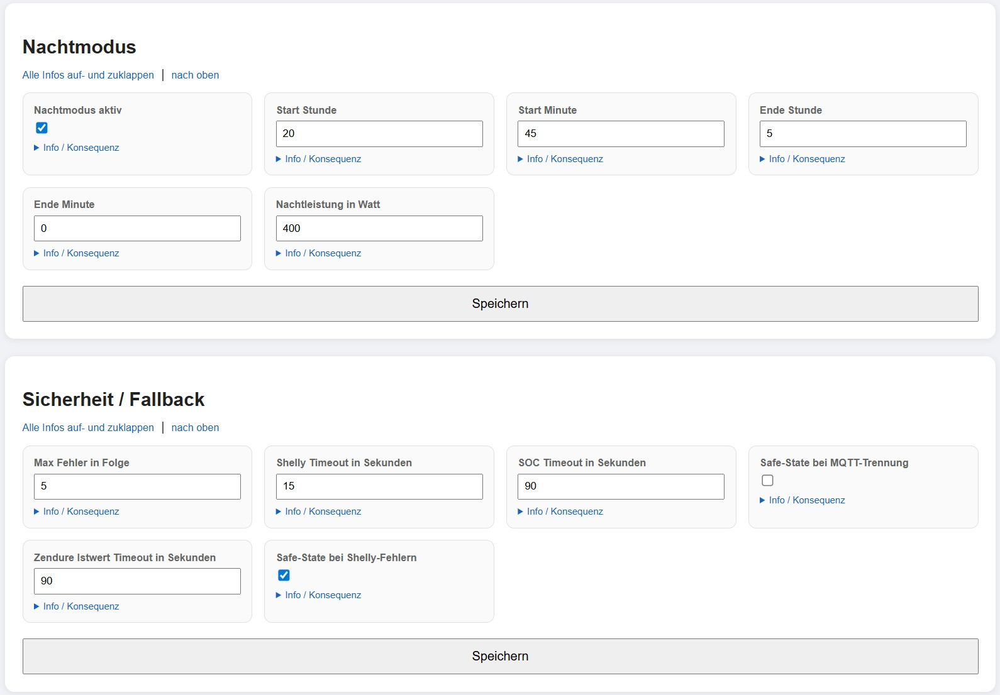 Nachtmodus
Alle Infos auf- und zuklappen | nach oben
Nachtmodus aktiv
Info / Konsequenz
Start Stunde
20
Info / Konsequenz
Start Minute
45
Info / Konsequenz
Ende Stunde
5
Info / Konsequenz
Ende Minute
0
Info / Konsequenz
Nachtleistung in Watt
400
Info / Konsequenz
Speichern
Sicherheit / Fallback
Alle Infos auf- und zuklappen | nach oben
Max Fehler in Folge
5
Info / Konsequenz
Shelly Timeout in Sekunden
15
Info / Konsequenz
SOC Timeout in Sekunden
90
Info / Konsequenz
Safe-State bei MQTT-Trennung
Info / Konsequenz
Zendure Istwert Timeout in Sekunden
90
Info / Konsequenz
Safe-State bei Shelly-Fehlern
Info / Konsequenz
Speichern